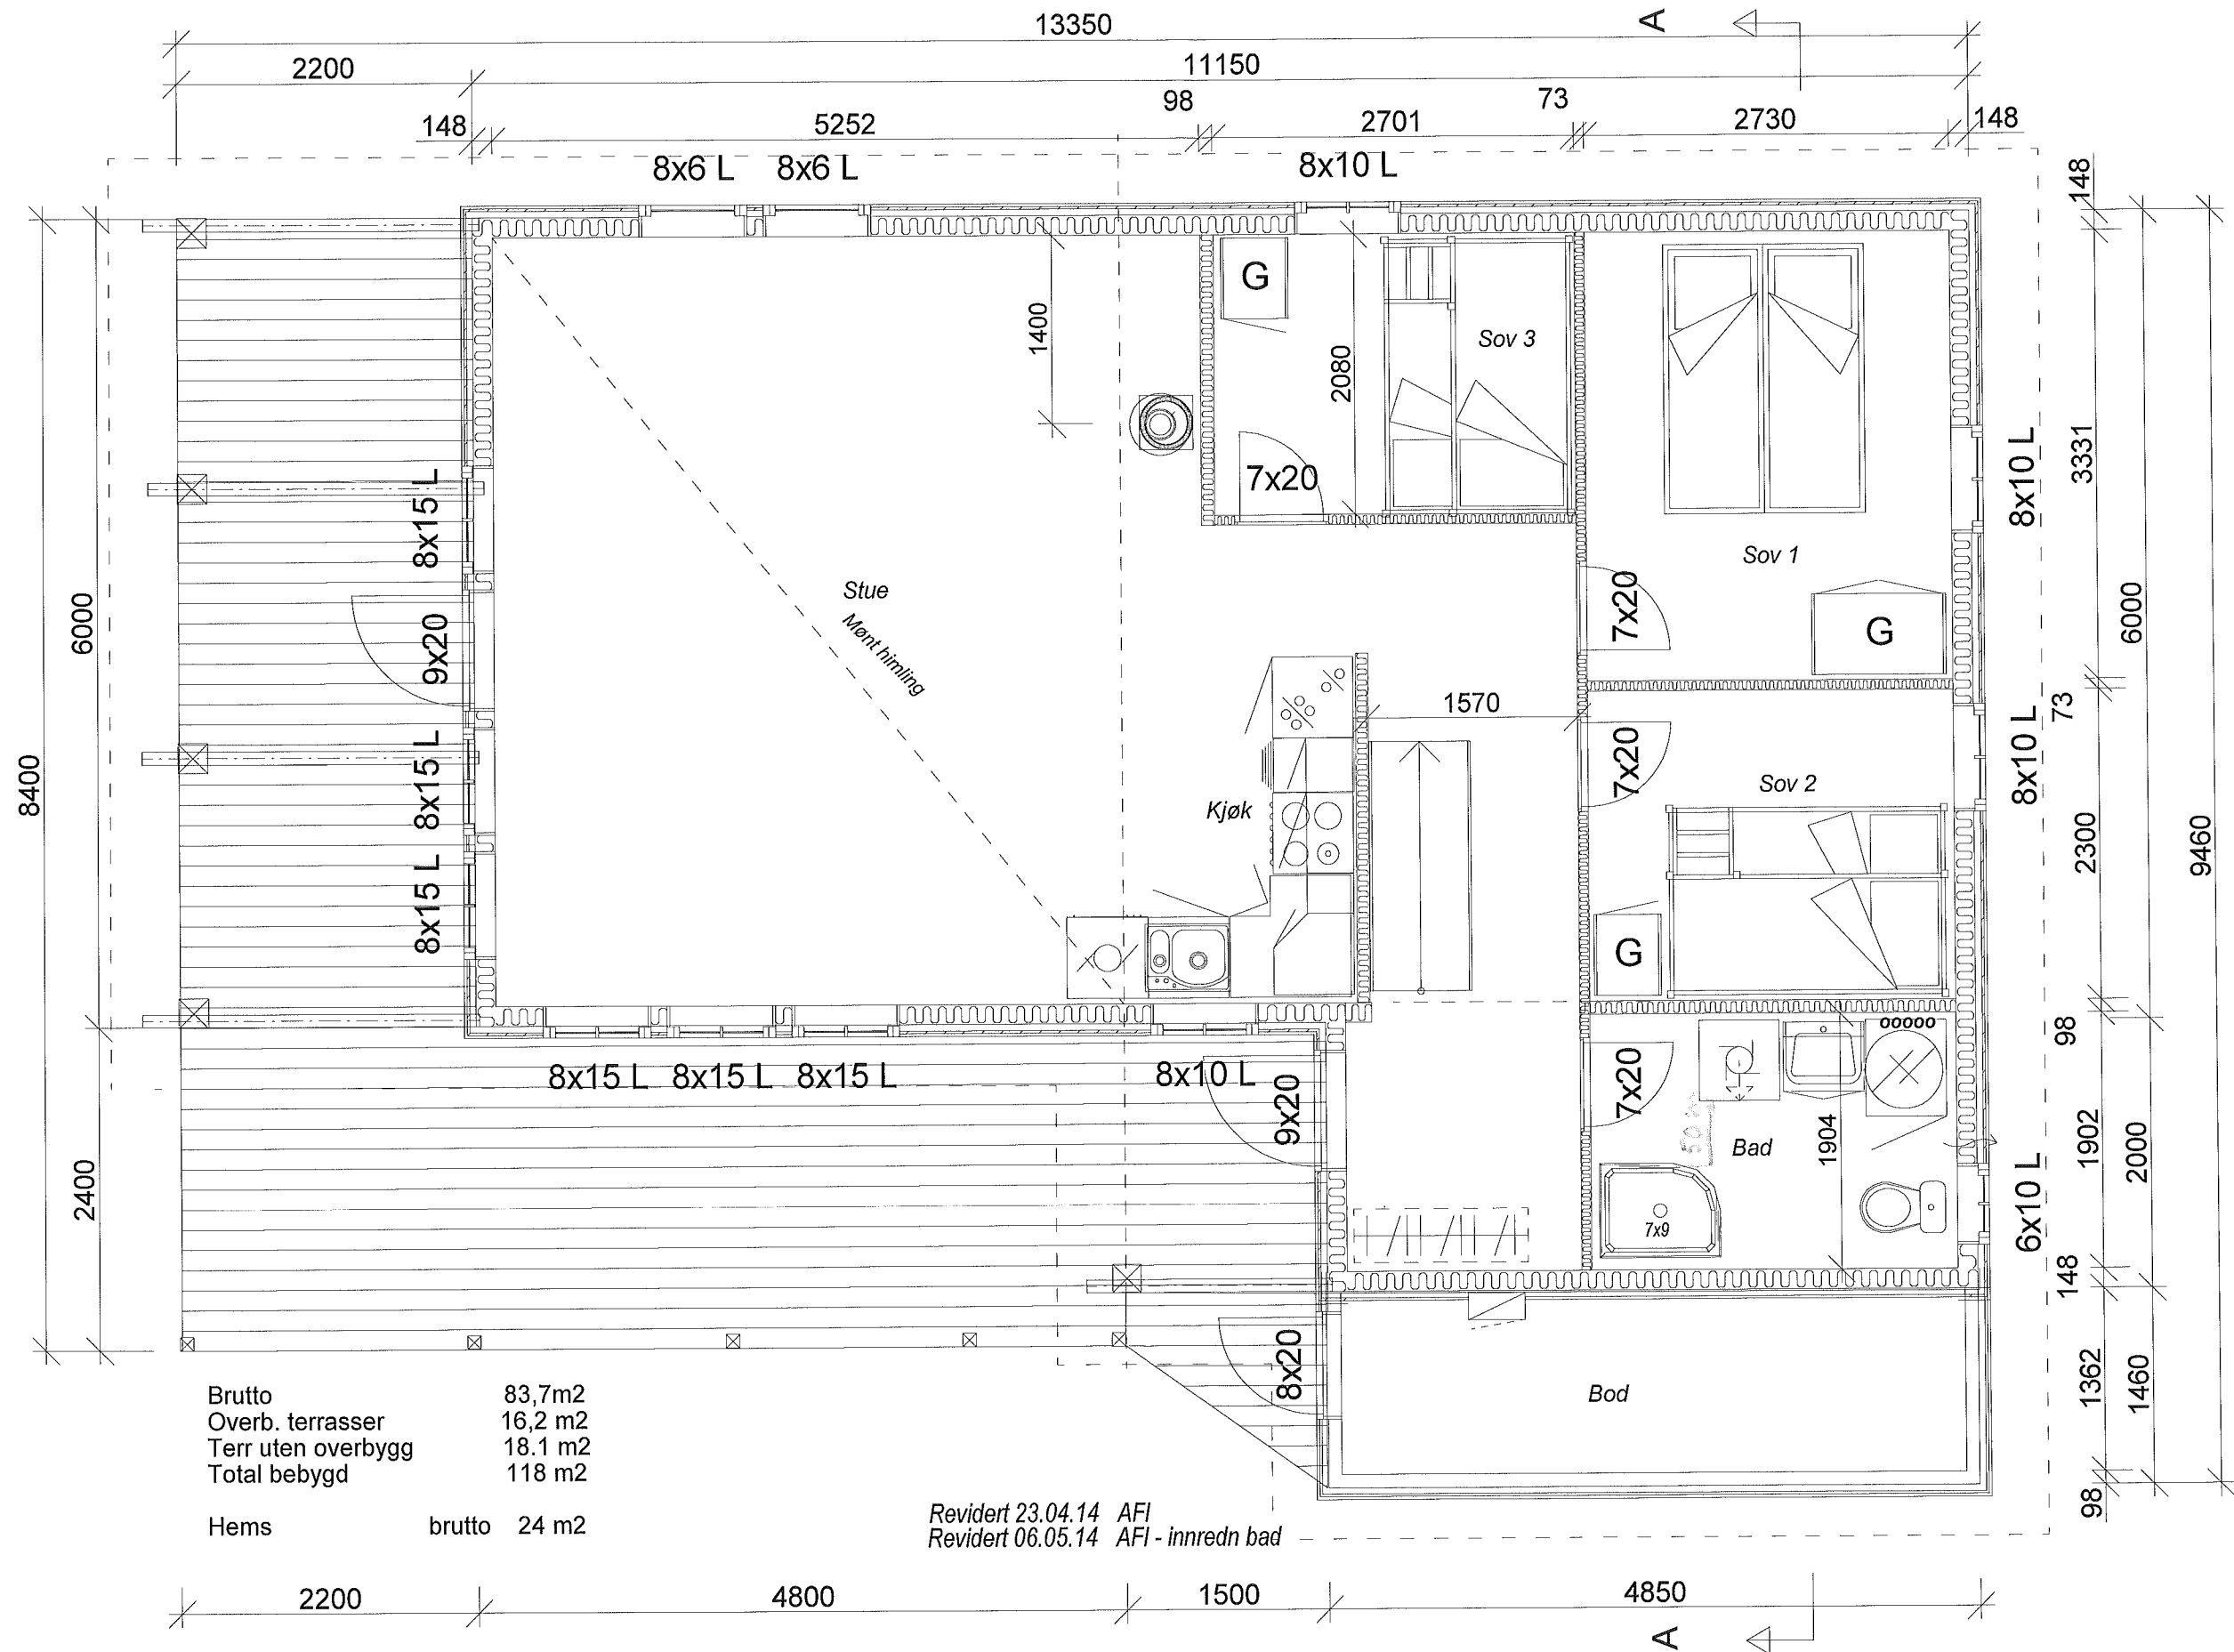 13350
A
2200
11150
98
73
148
5252
2701
2730
148
8x6 L
8x6 L
8x10 L
148
G
1400
2080
Sov 3
7x20
8x15 L
3331
8x10 L
Sov 1
7x20
G
6000
9x20
Stue
Mønt himling
6000
1570
73
8x10 L
7x20
Sov 2
8400
8x15 L
Kjøk
2300
9460
8x15 L
G
98
8x15 L
8x15 L
8x15 L
8x10 L
9x20
7x20
Bad
1904
1902
2000
2400
7x9
6x10 L
148
8x20
Bod
1362
1460
98
Brutto 83,7m2
Overb. terrasser 16,2 m2
Terr uten overbygg 18.1 m2
Total bebygd 118 m2
Hems brutto 24 m2
Revidert 23.04.14 AFI
Revidert 06.05.14 AFI - innredn bad
2200
4800
1500
4850
A